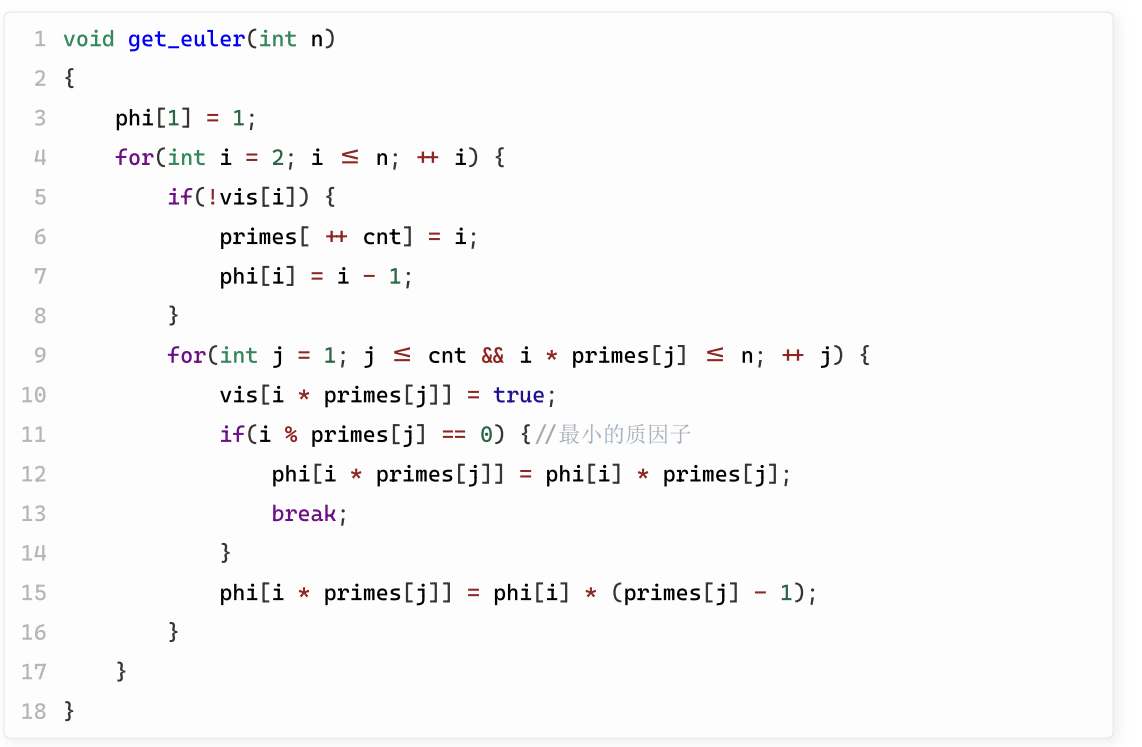 1 void get_euler(int n)
2 {
3     phi[1] = 1;
4     for(int i = 2; i ≤ n; ++ i) {
5         if(!vis[i]) {
6             primes[ ++ cnt] = i;
7             phi[i] = i - 1;
8         }
9         for(int j = 1; j ≤ cnt && i * primes[j] ≤ n; ++ j) {
10             vis[i * primes[j]] = true;
11             if(i % primes[j] == 0) {//最小的质因子
12                 phi[i * primes[j]] = phi[i] * primes[j];
13                 break;
14             }
15             phi[i * primes[j]] = phi[i] * (primes[j] - 1);
16         }
17     }
18 }